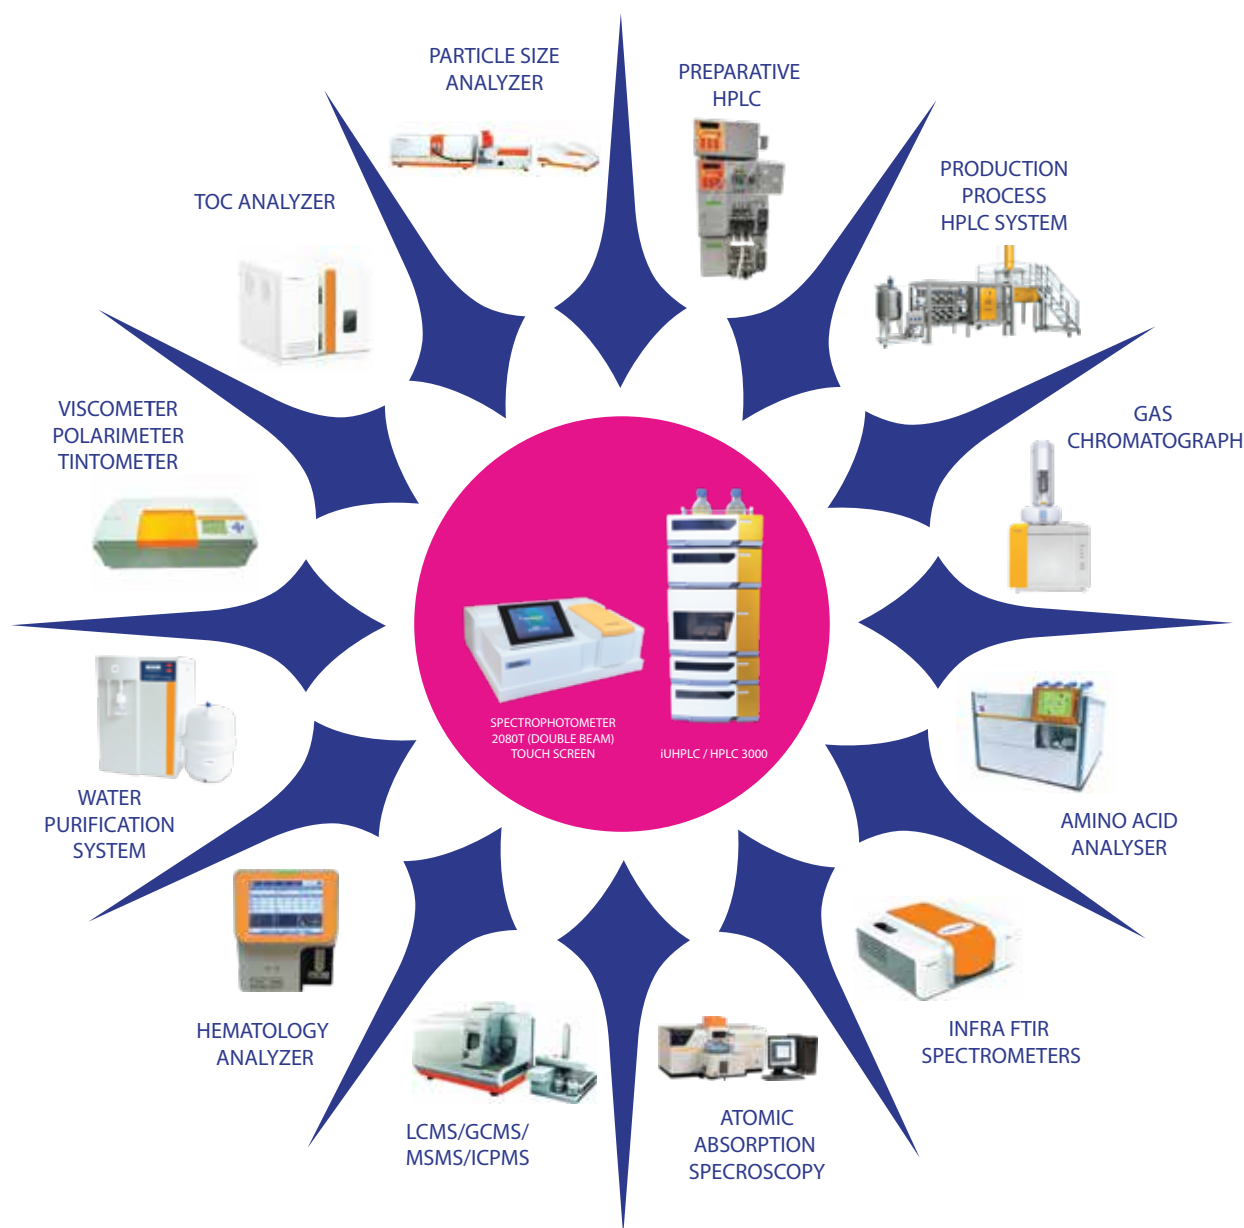 PARTICLE SIZE
ANALYZER
PREPARATIVE
HPLC
PRODUCTION
PROCESS
HPLC SYSTEM
TOC ANALYZER
GAS
CHROMATOGRAPH
VISCOMETER
POLARIMETER
TINTOMETER
SPECTROPHOTOMETER
2080T (DOUBLE BEAM)
TOUCH SCREEN
iUHPLC / HPLC 3000
WATER
PURIFICATION
SYSTEM
AMINO ACID
ANALYSER
HEMATOLOGY
ANALYZER
INFRA FTIR
SPECTROMETERS
LCMS/GCMS/
MSMS/ICPMS
ATOMIC
ABSORPTION
SPECROSCOPY